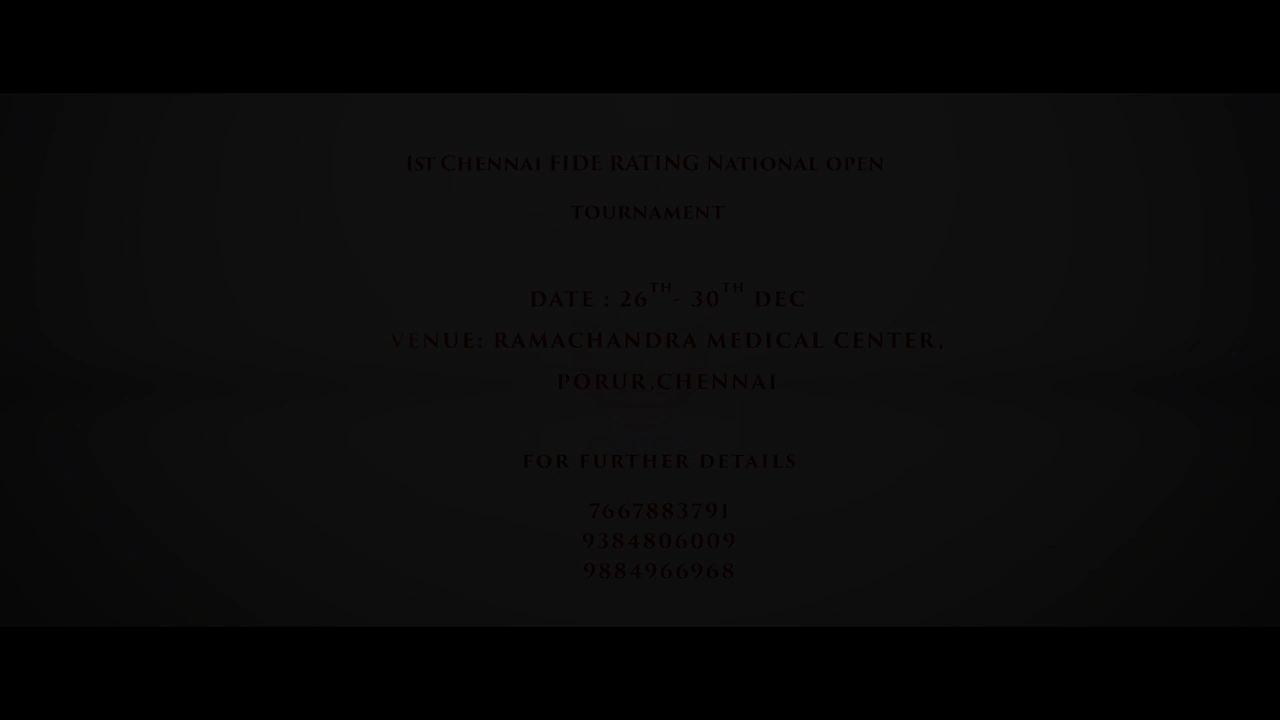 1st Chennai FIDE RATING National open
TOURNAMENT
DATE : 26TH- 30TH DEC
VENUE: RAMACHANDRA MEDICAL CENTER,
PORUR,CHENNAI
FOR FURTHER DETAILS
7667883791
9384806009
9884966968